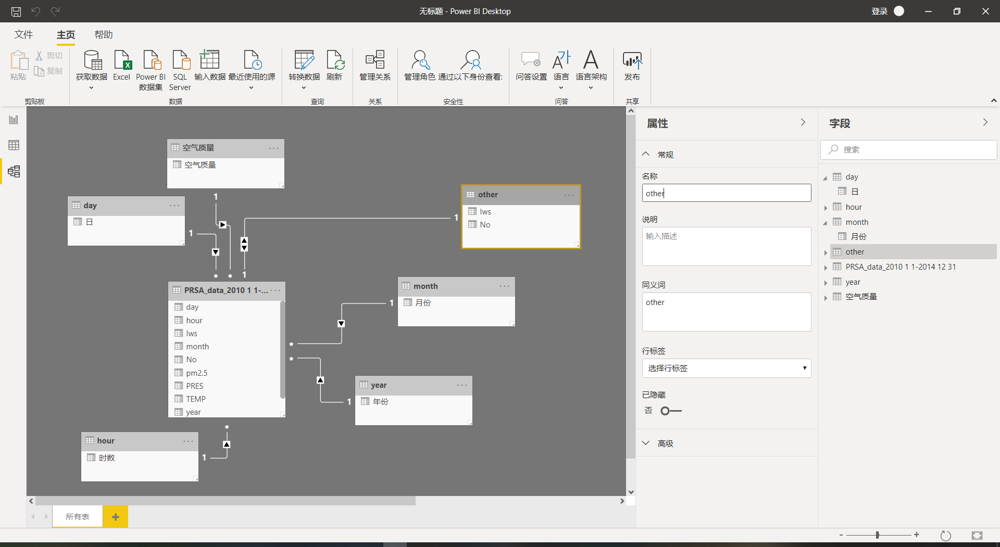 无标题 - Power BI Desktop
登录
文件
主页
帮助
粘贴
剪切
复制
剪贴板
获取数据
Excel
Power BI
数据集
SQL
Server
输入数据
最近使用的源
数据
转换数据
刷新
查询
管理关系
关系
管理角色
通过以下身份查看:
安全性
问答设置
语言
语言架构
问答
发布
共享
空气质量
空气质量
1
day
日
1
other
Iws
No
1
*
*
1
PRSA_data_2010 1 1-...
day
hour
Iws
month
No
pm2.5
PRES
TEMP
year
month
月份
1
*
*
year
年份
1
*
hour
时数
1
所有表
属性
常规
名称
other
说明
输入描述
同义词
other
行标签
选择行标签
已隐藏
否
高级
字段
搜索
day
日
hour
month
月份
other
PRSA_data_2010 1 1-2014 12 31
year
空气质量